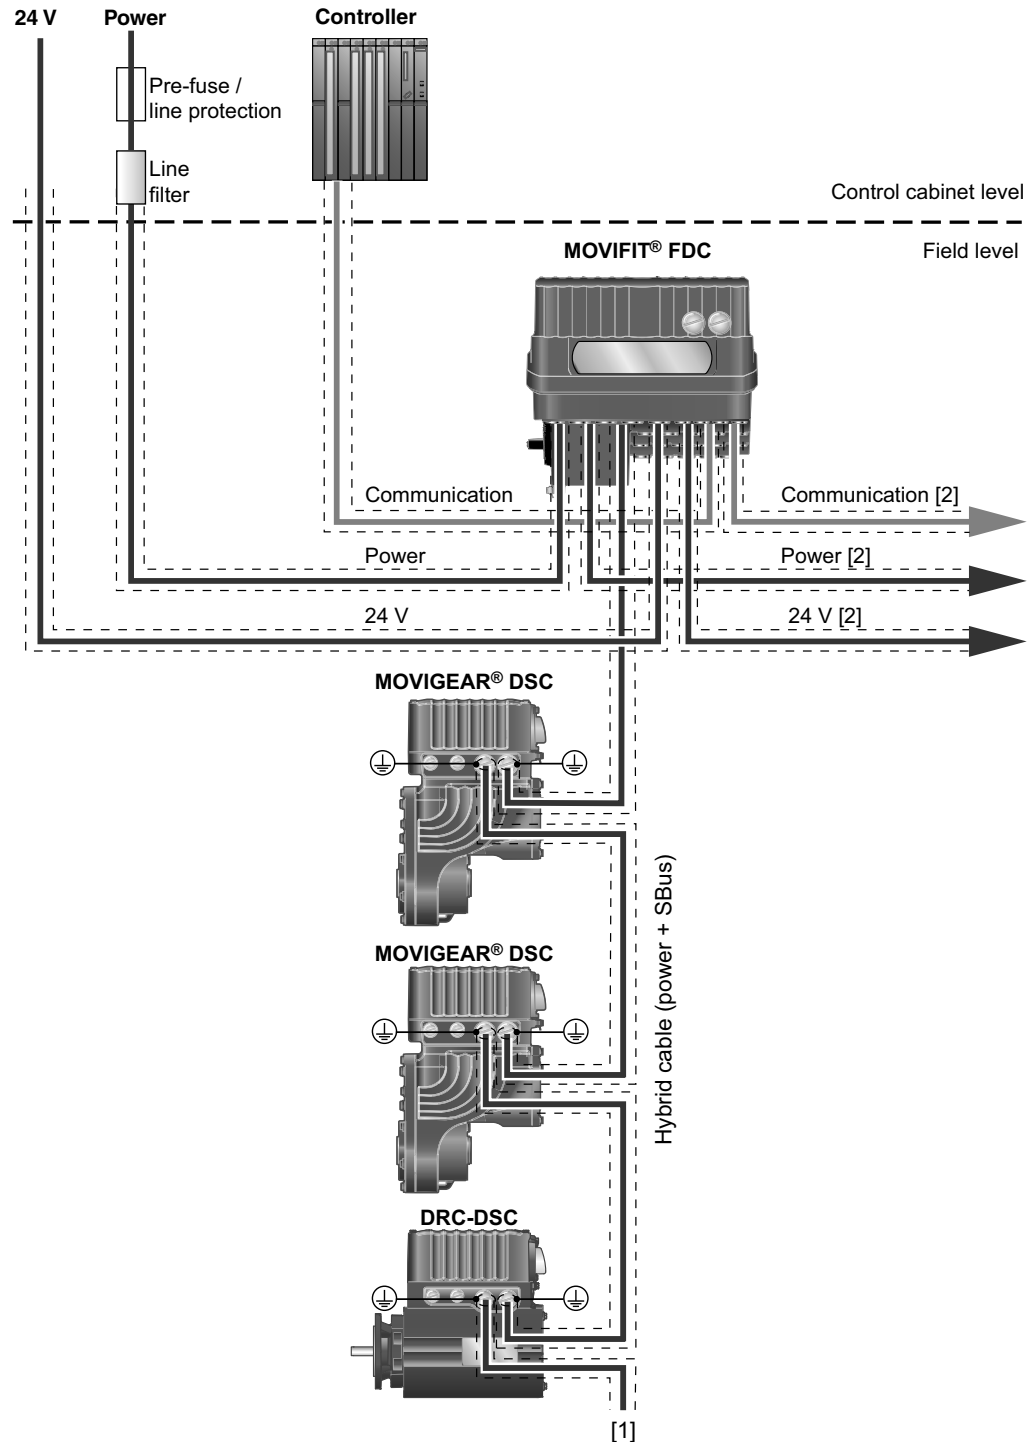 24 V
Power
Controller
Pre-fuse /
line protection
Line
filter
Control cabinet level
MOVIFIT® FDC
Field level
Communication
Communication [2]
Power
Power [2]
24 V
24 V [2]
MOVIGEAR® DSC
Hybrid cable (power + SBus)
MOVIGEAR® DSC
DRC-DSC
[1]